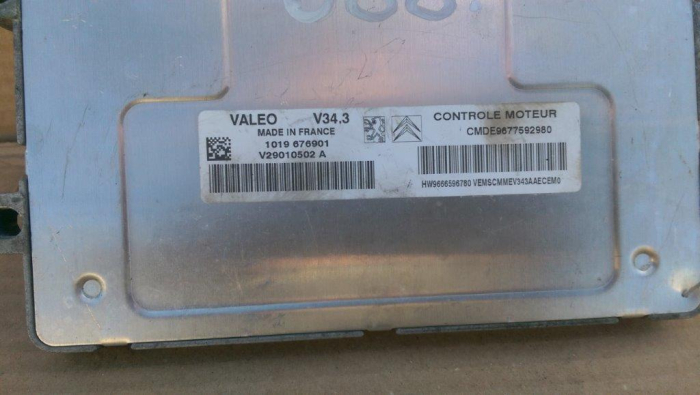 VALEO V34.3 CONTROLE MOTEUR
MADE IN FRANCE CMDE9677592980
1019 676901
V29010502 A
HW9666596780 VEMSCMMEV343AAECEM0